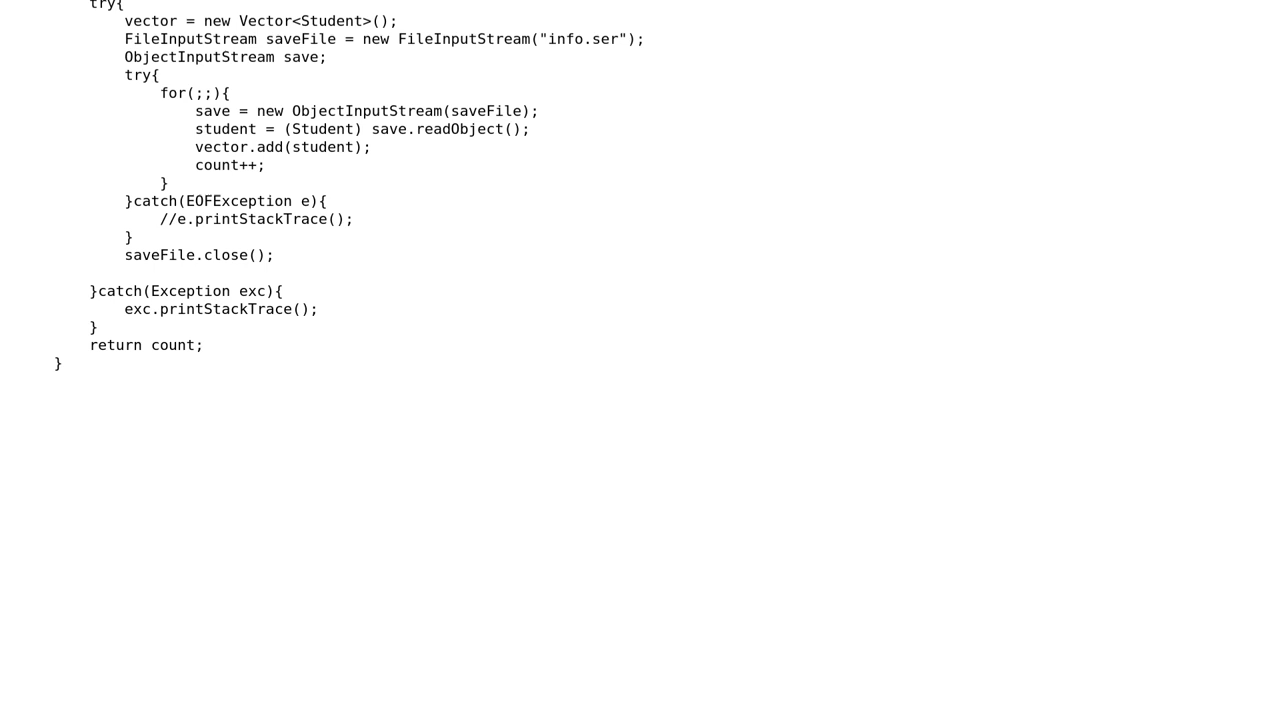 try{
vector = new Vector<Student>();
FileInputStream saveFile = new FileInputStream("info.ser");
ObjectInputStream save;
try{
for(;;){
save = new ObjectInputStream(saveFile);
student = (Student) save.readObject();
vector.add(student);
count++;
}
}catch(EOFException e){
//e.printStackTrace();
}
saveFile.close();
}catch(Exception exc){
exc.printStackTrace();
}
return count;
}